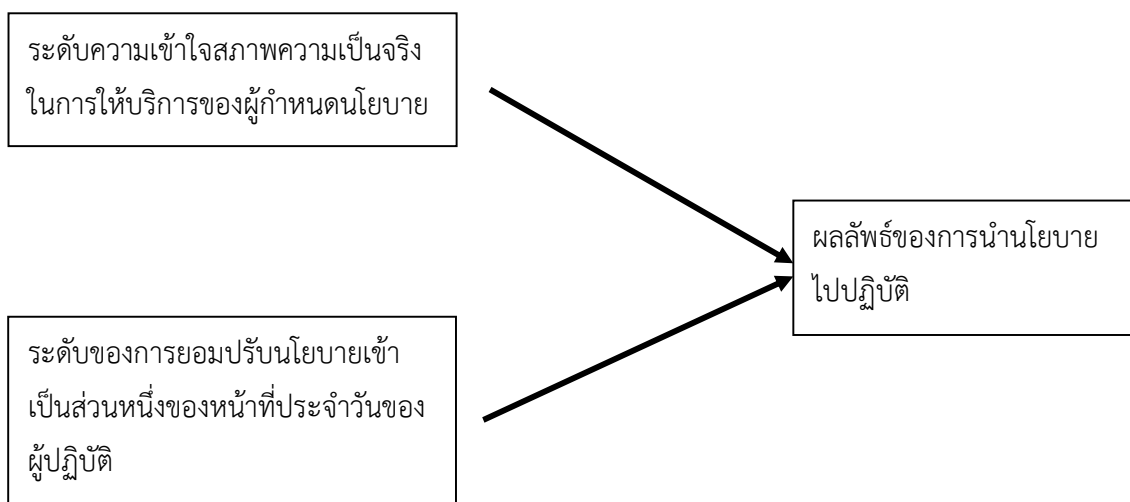 ระดับความเข้าใจสภาพความเป็นจริง
ในการให้บริการของผู้กำหนดนโยบาย
ผลลัพธ์ของการนำนโยบาย
ไปปฏิบัติ
ระดับของการยอมปรับนโยบายเข้า
เป็นส่วนหนึ่งของหน้าที่ประจำวันของ
ผู้ปฏิบัติ